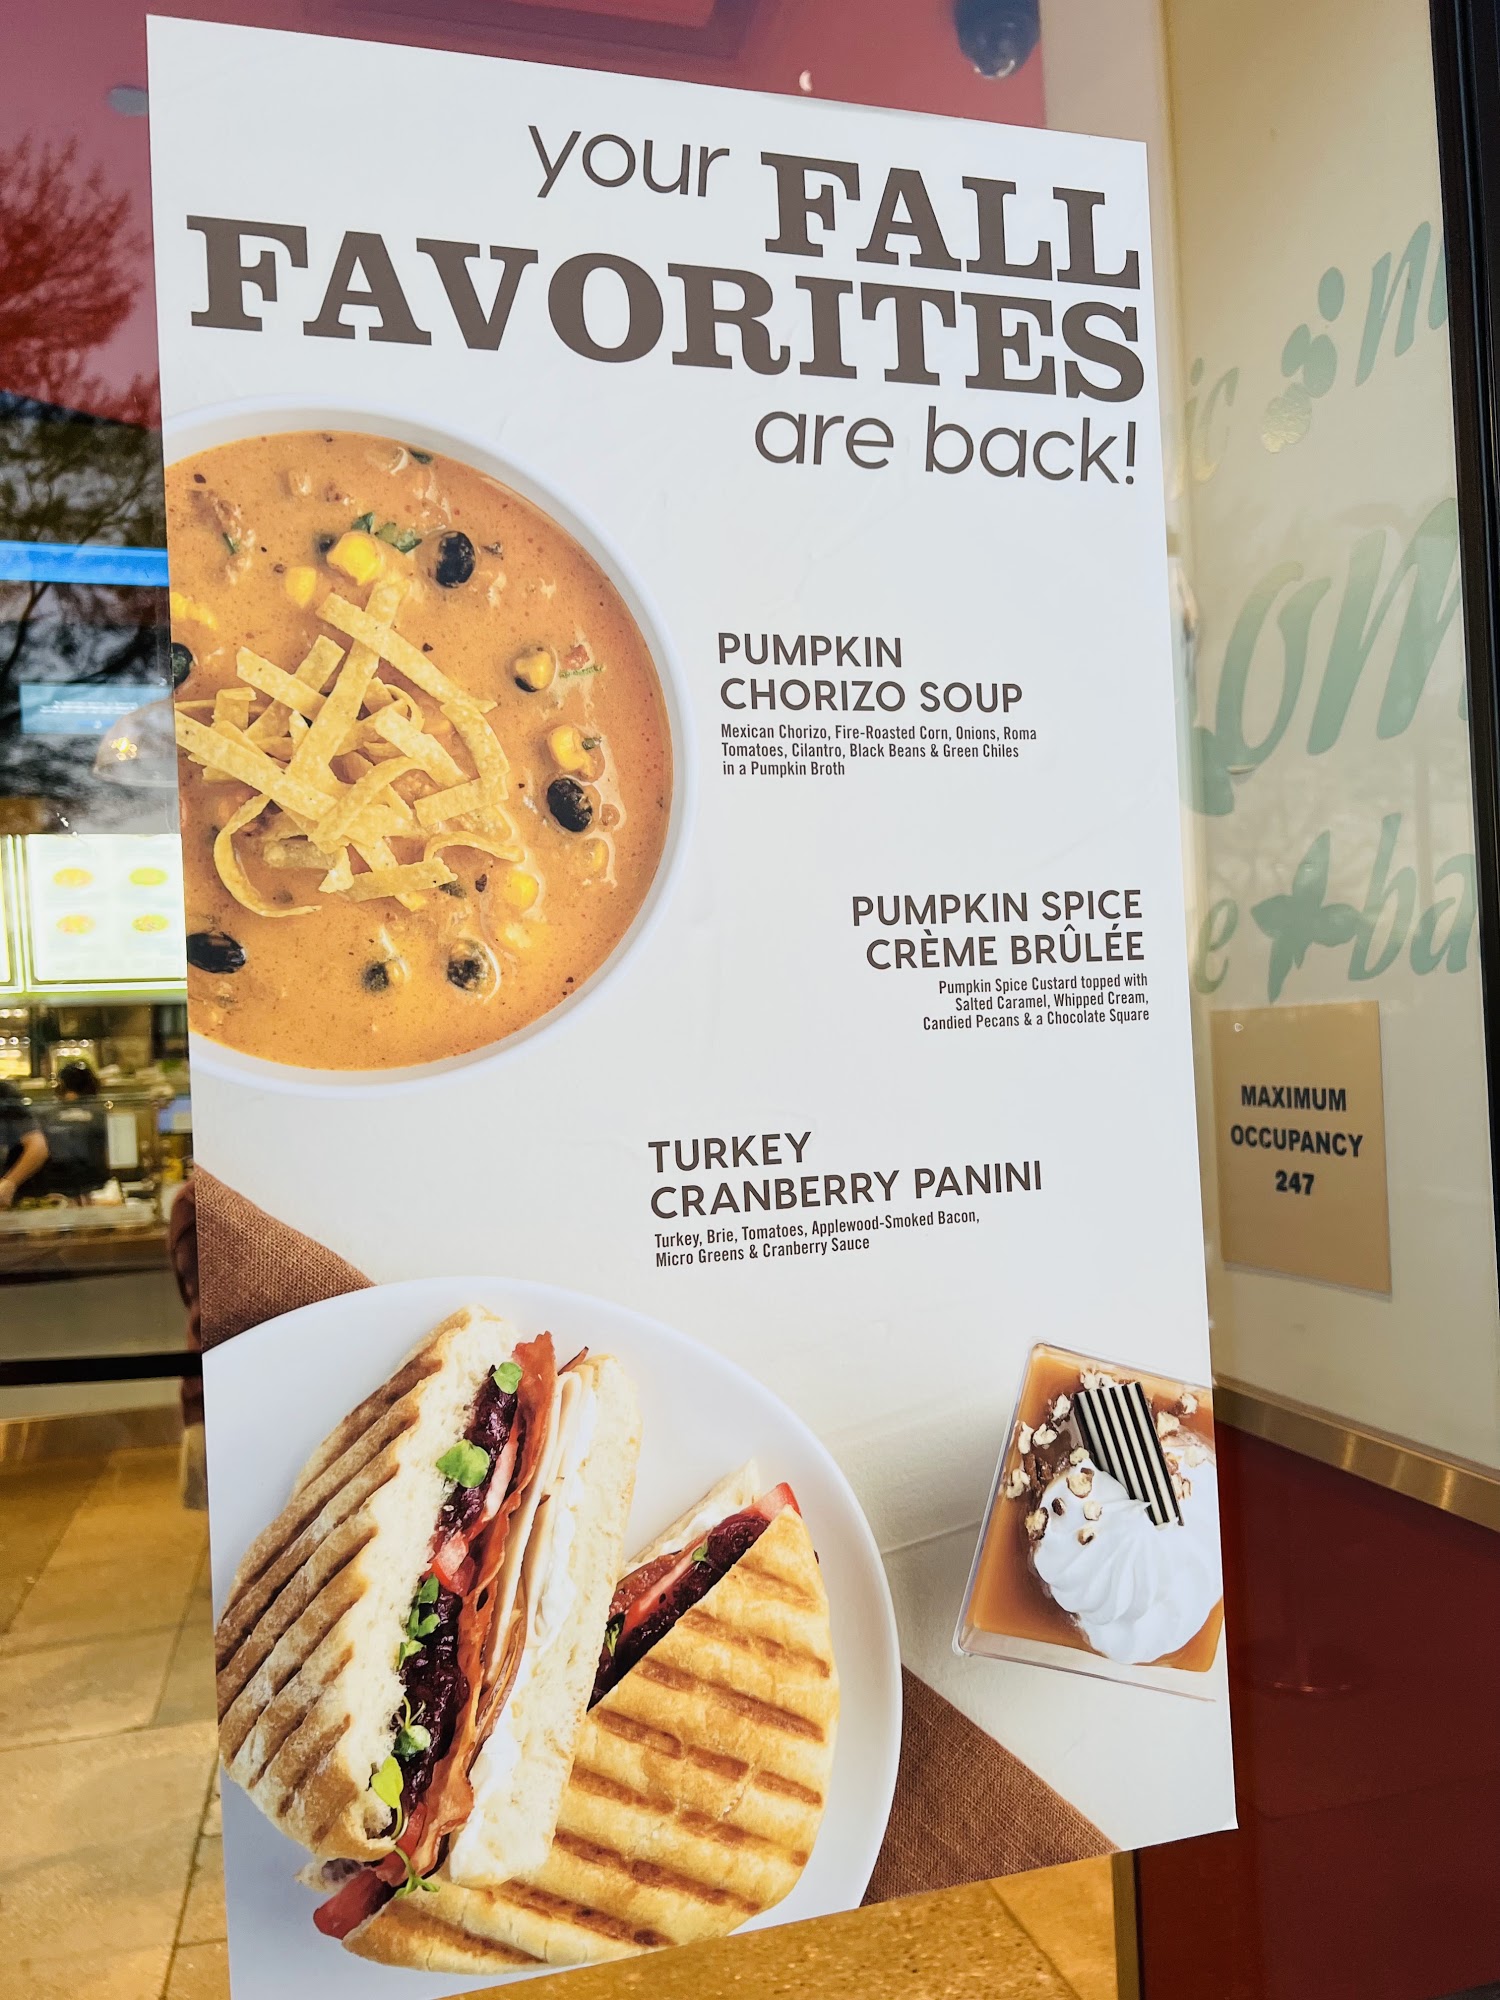 your FALL
FAVORITES
are back!
PUMPKIN
CHORIZO SOUP
Mexican Chorizo, Fire-Roasted Corn, Onions, Roma
Tomatoes, Cilantro, Black Beans & Green Chiles
in a Pumpkin Broth
PUMPKIN SPICE
CRÈME BRÛLÉE
Pumpkin Spice Custard topped with
Salted Caramel, Whipped Cream,
Candied Pecans & a Chocolate Square
TURKEY
CRANBERRY PANINI
Turkey, Brie, Tomatoes, Applewood-Smoked Bacon,
Micro Greens & Cranberry Sauce
MAXIMUM
OCCUPANCY
247